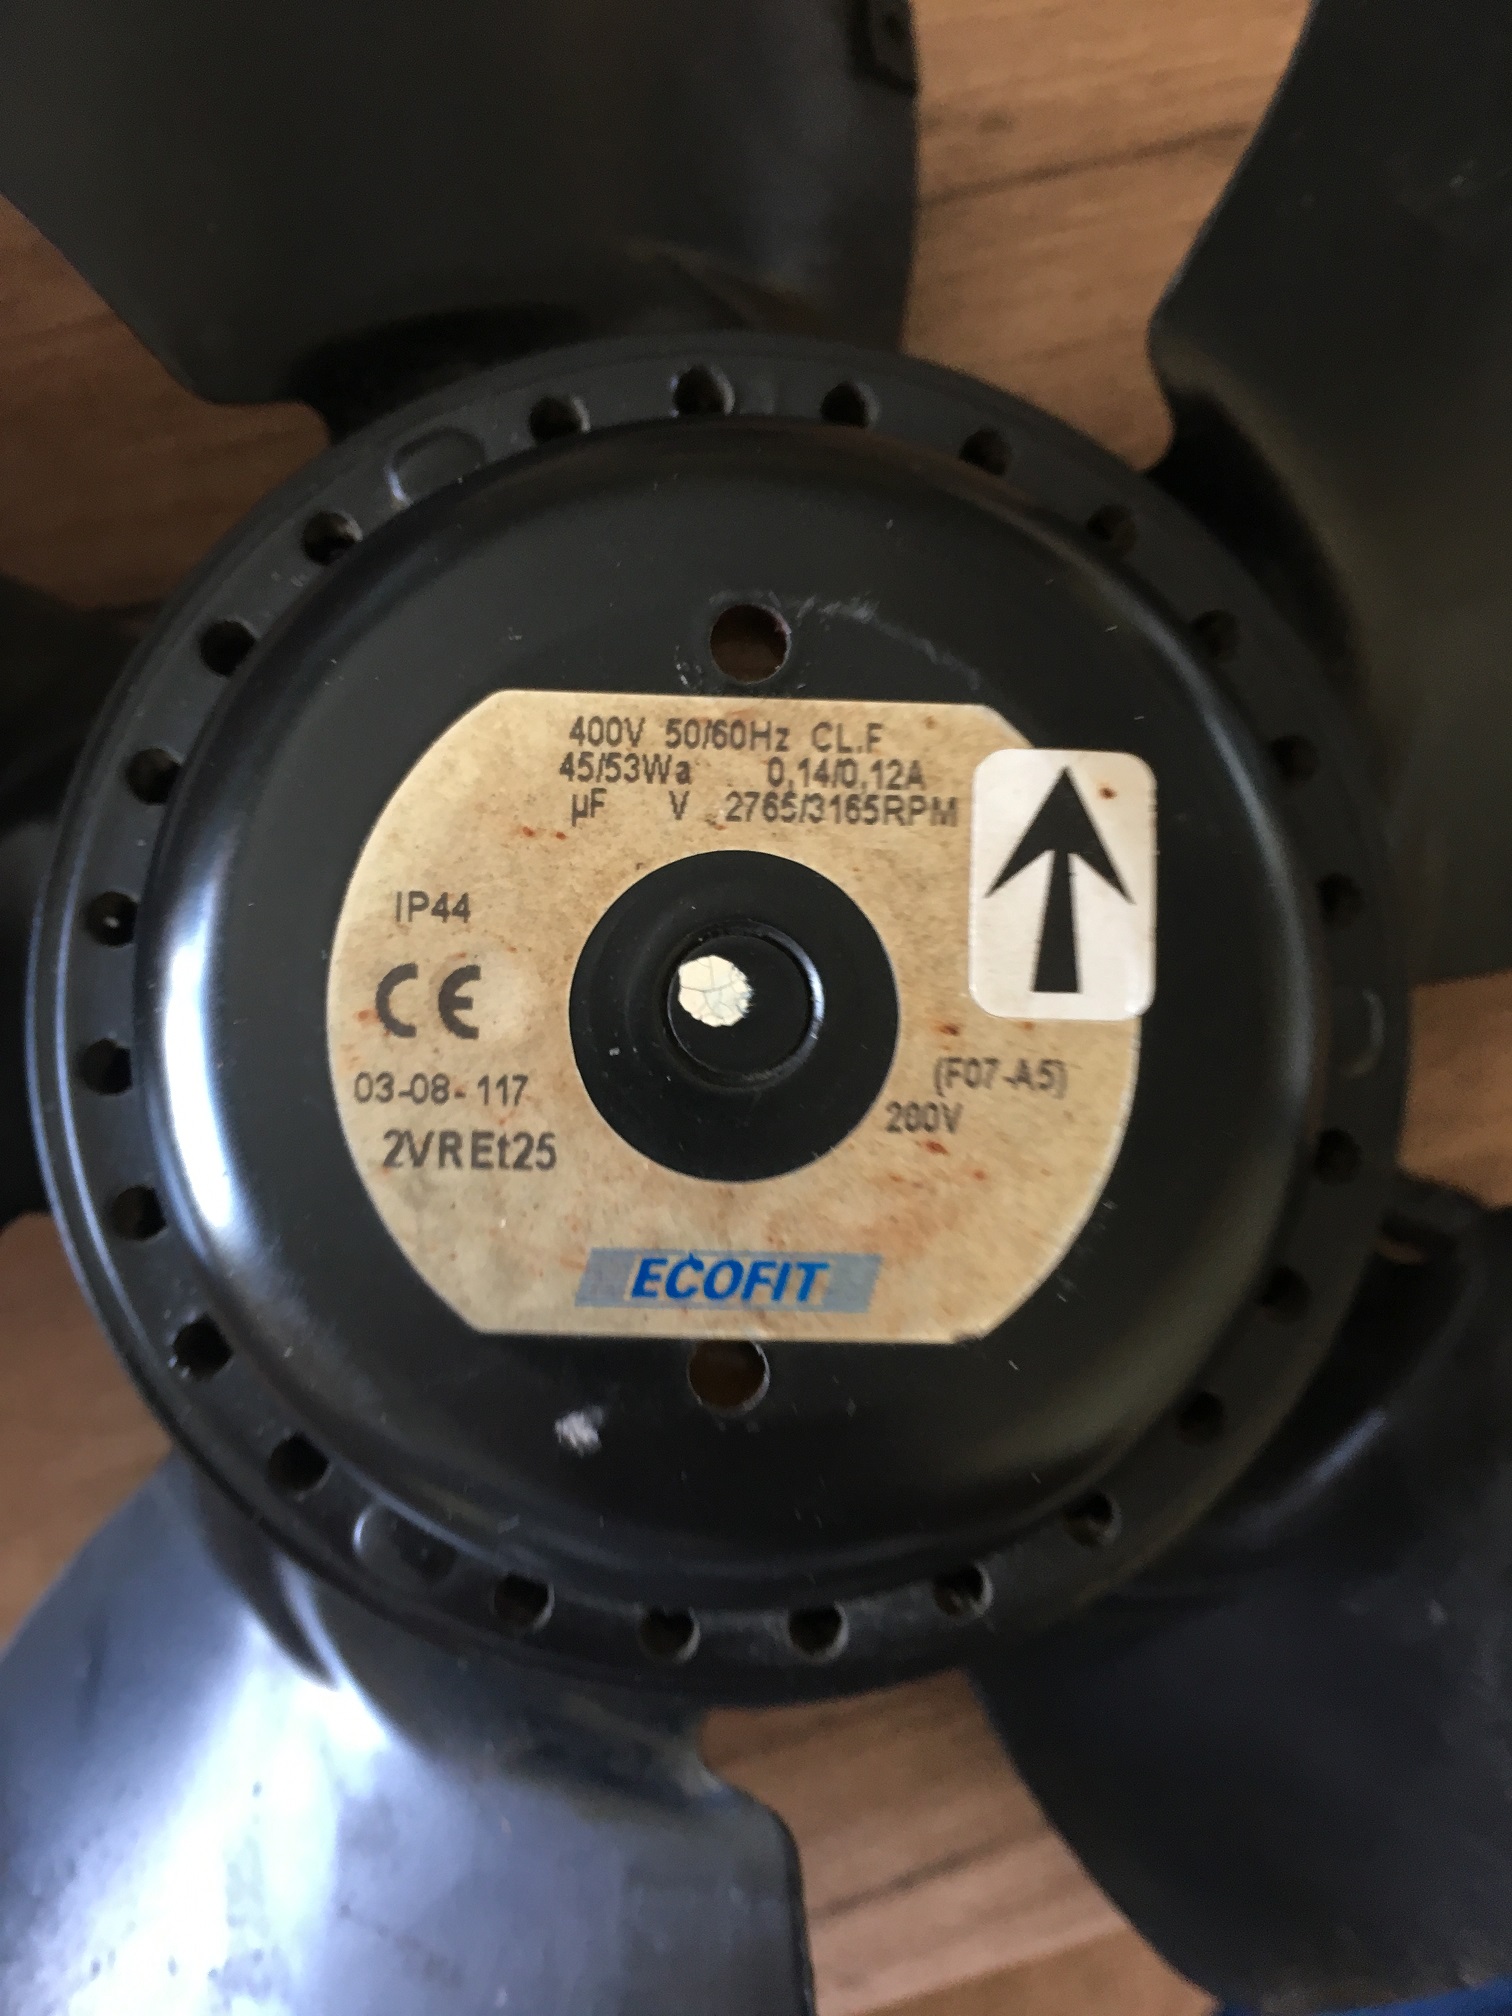 400V 50/60Hz CL.F
45/53Wa 0,14/0,12A
µF V 2765/3165RPM
IP44
CE
03-08-117
(F07-A5)
200V
2VREt25
ECOFIT